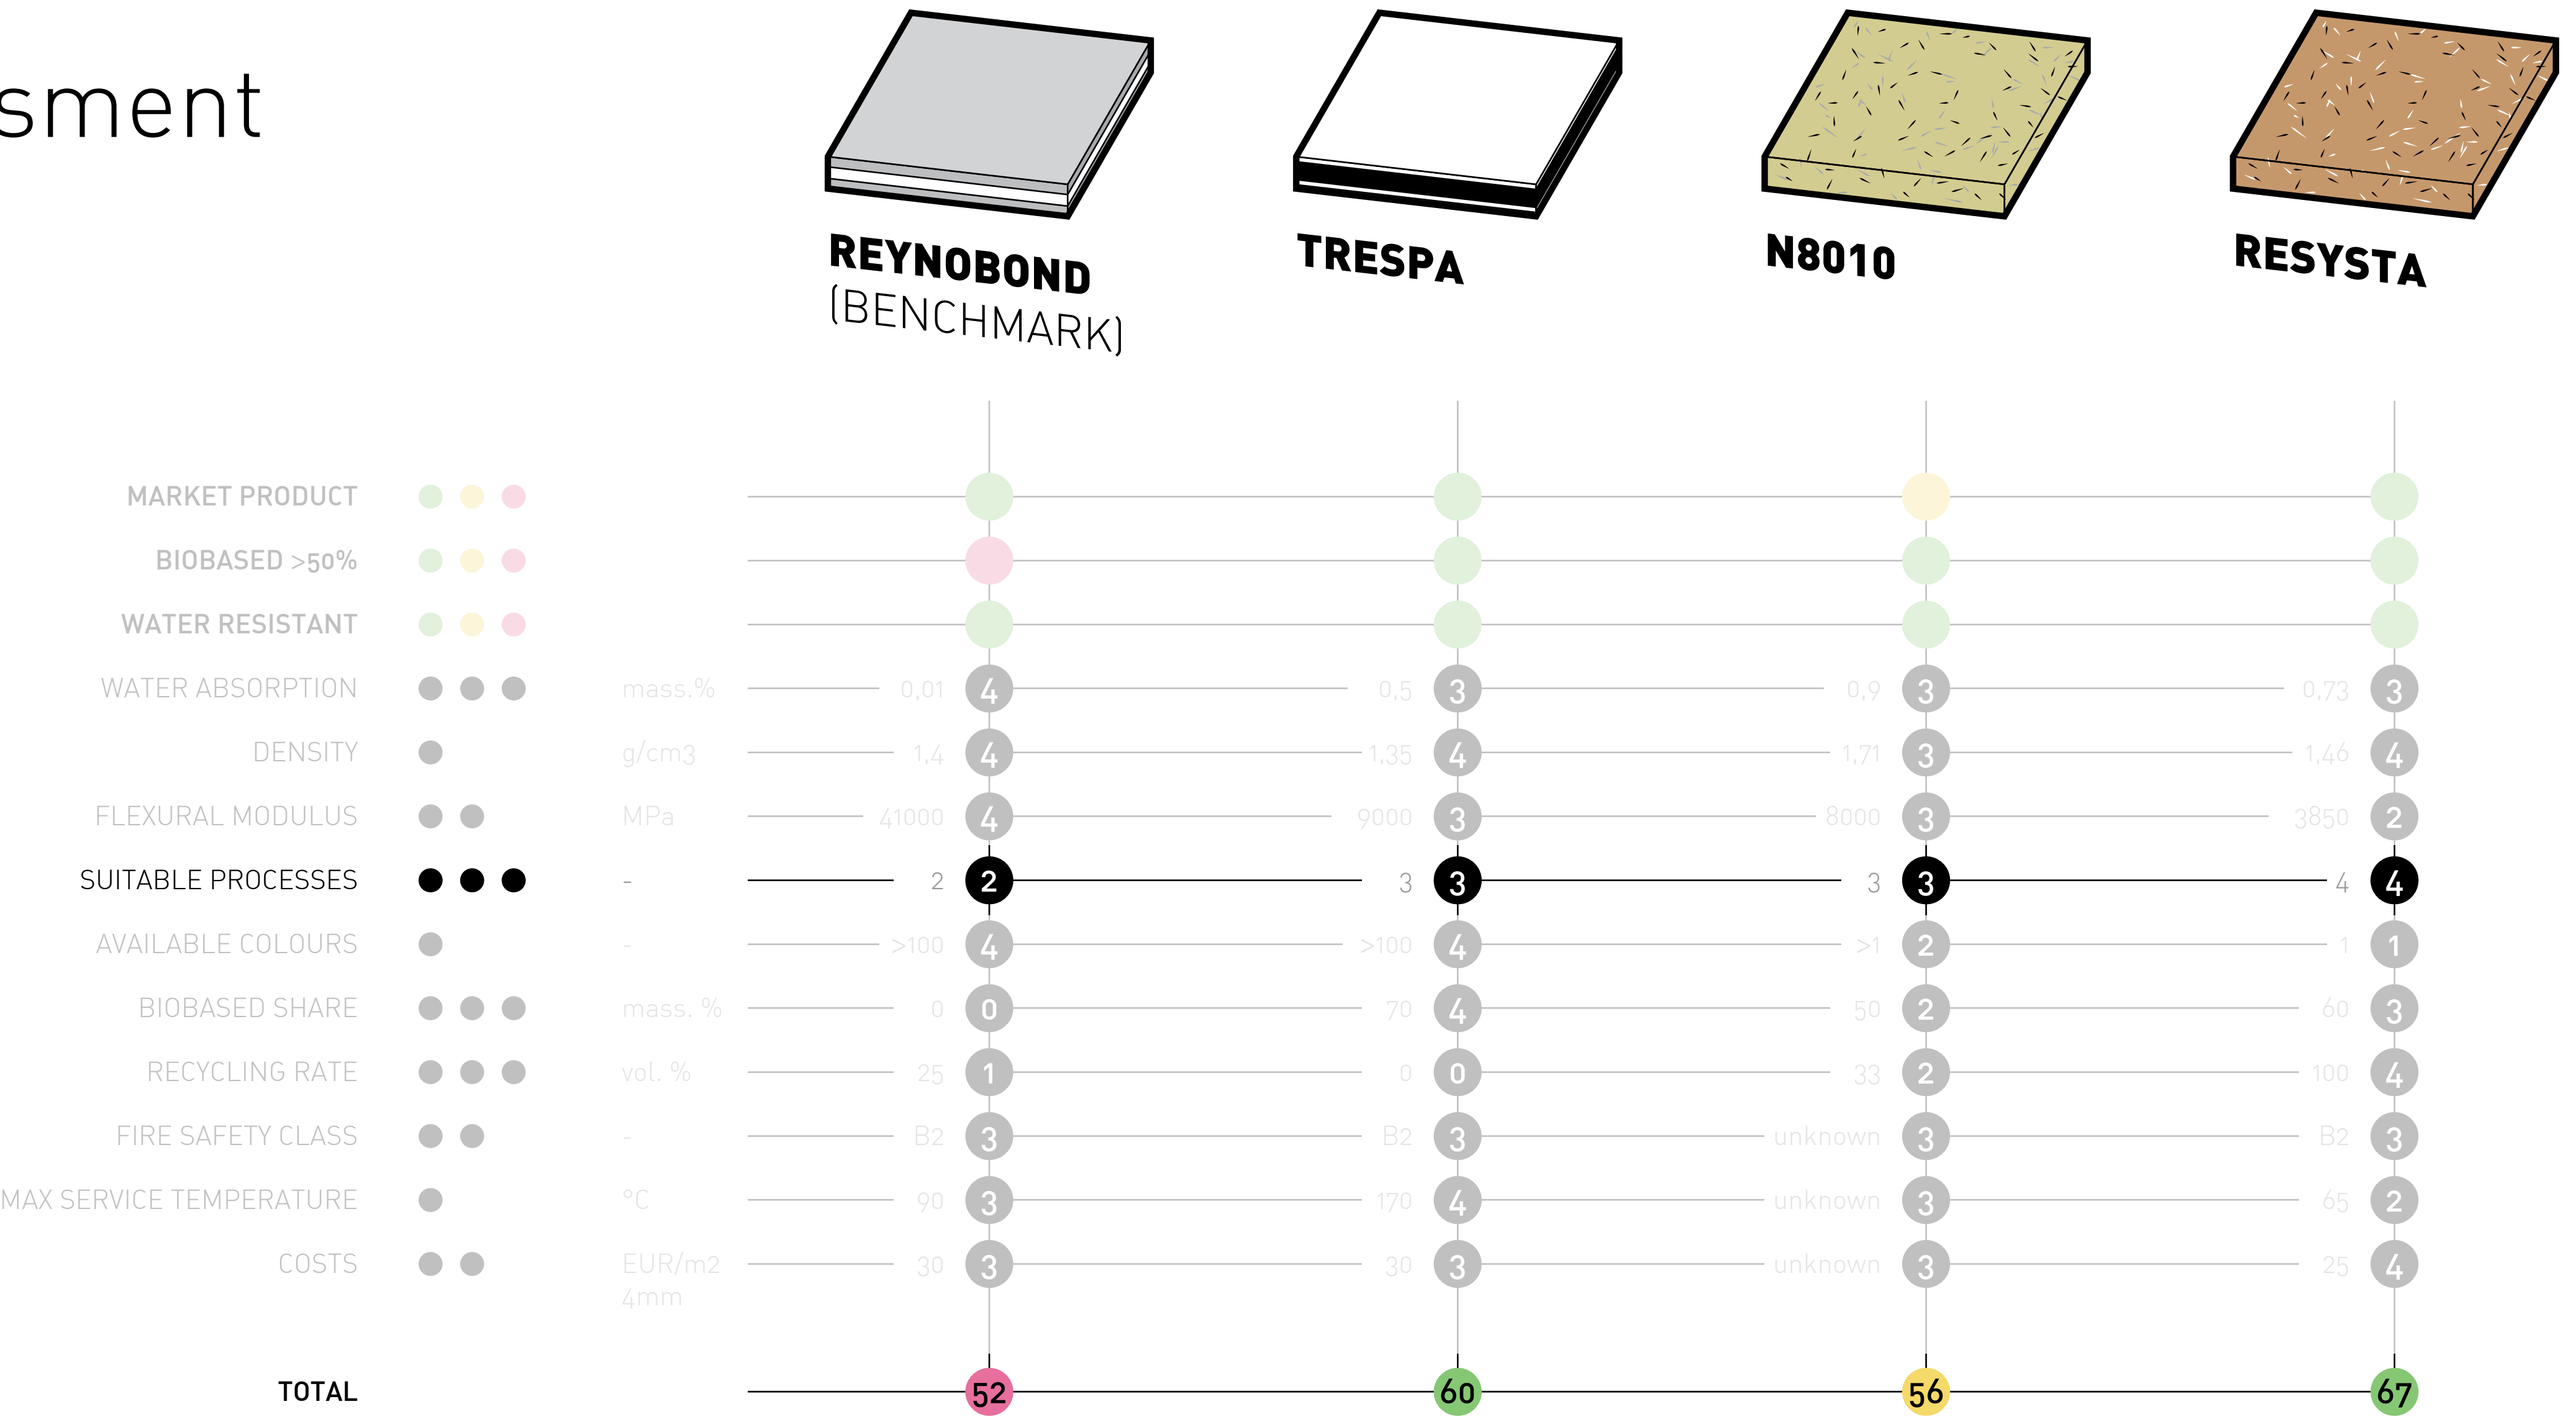 sment
REYNOBOND
(BENCHMARK)
TRESPA
N8010
RESYSTA
MARKET PRODUCT
BIOBASED >50%
WATER RESISTANT
WATER ABSORPTION mass.% 0,01 4 0,5 3 0,9 3 0,73 3
DENSITY g/cm3 1,4 4 1,35 4 1,71 3 1,46 4
FLEXURAL MODULUS MPa 41000 4 9000 3 8000 3 3850 2
SUITABLE PROCESSES - 2 2 3 3 3 3 4 4
AVAILABLE COLOURS - >100 4 >100 4 >1 2 1 1
BIOBASED SHARE mass. % 0 0 70 4 50 2 60 3
RECYCLING RATE vol. % 25 1 0 0 33 2 100 4
FIRE SAFETY CLASS - B2 3 B2 3 unknown 3 B2 3
MAX SERVICE TEMPERATURE °C 90 3 170 4 unknown 3 65 2
COSTS EUR/m2 30 3 30 3 unknown 3 25 4
4mm
TOTAL 52 60 56 67